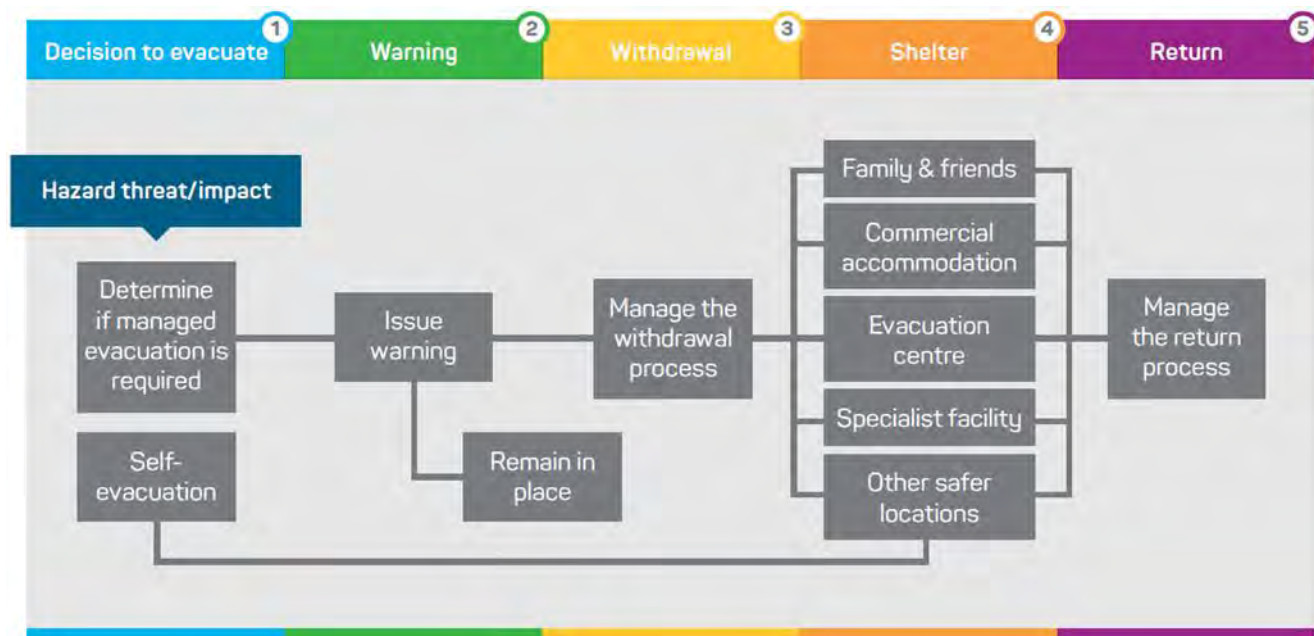 Decision to evacuate 1
Warning 2
Withdrawal 3
Shelter 4
Return 5
Hazard threat/impact
Determine
if managed
evacuation is
required
Self-
evacuation
Issue
warning
Remain in
place
Manage the
withdrawal
process
Family & friends
Commercial
accommodation
Evacuation
centre
Specialist facility
Other safer
locations
Manage
the return
process